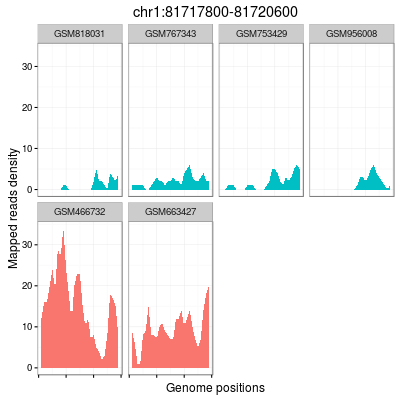 chr1:81717800-81720600
GSM818031 GSM767343 GSM753429 GSM956008
30
20
10
0
Mapped reads density
GSM466732 GSM663427
30
20
10
0
Genome positions